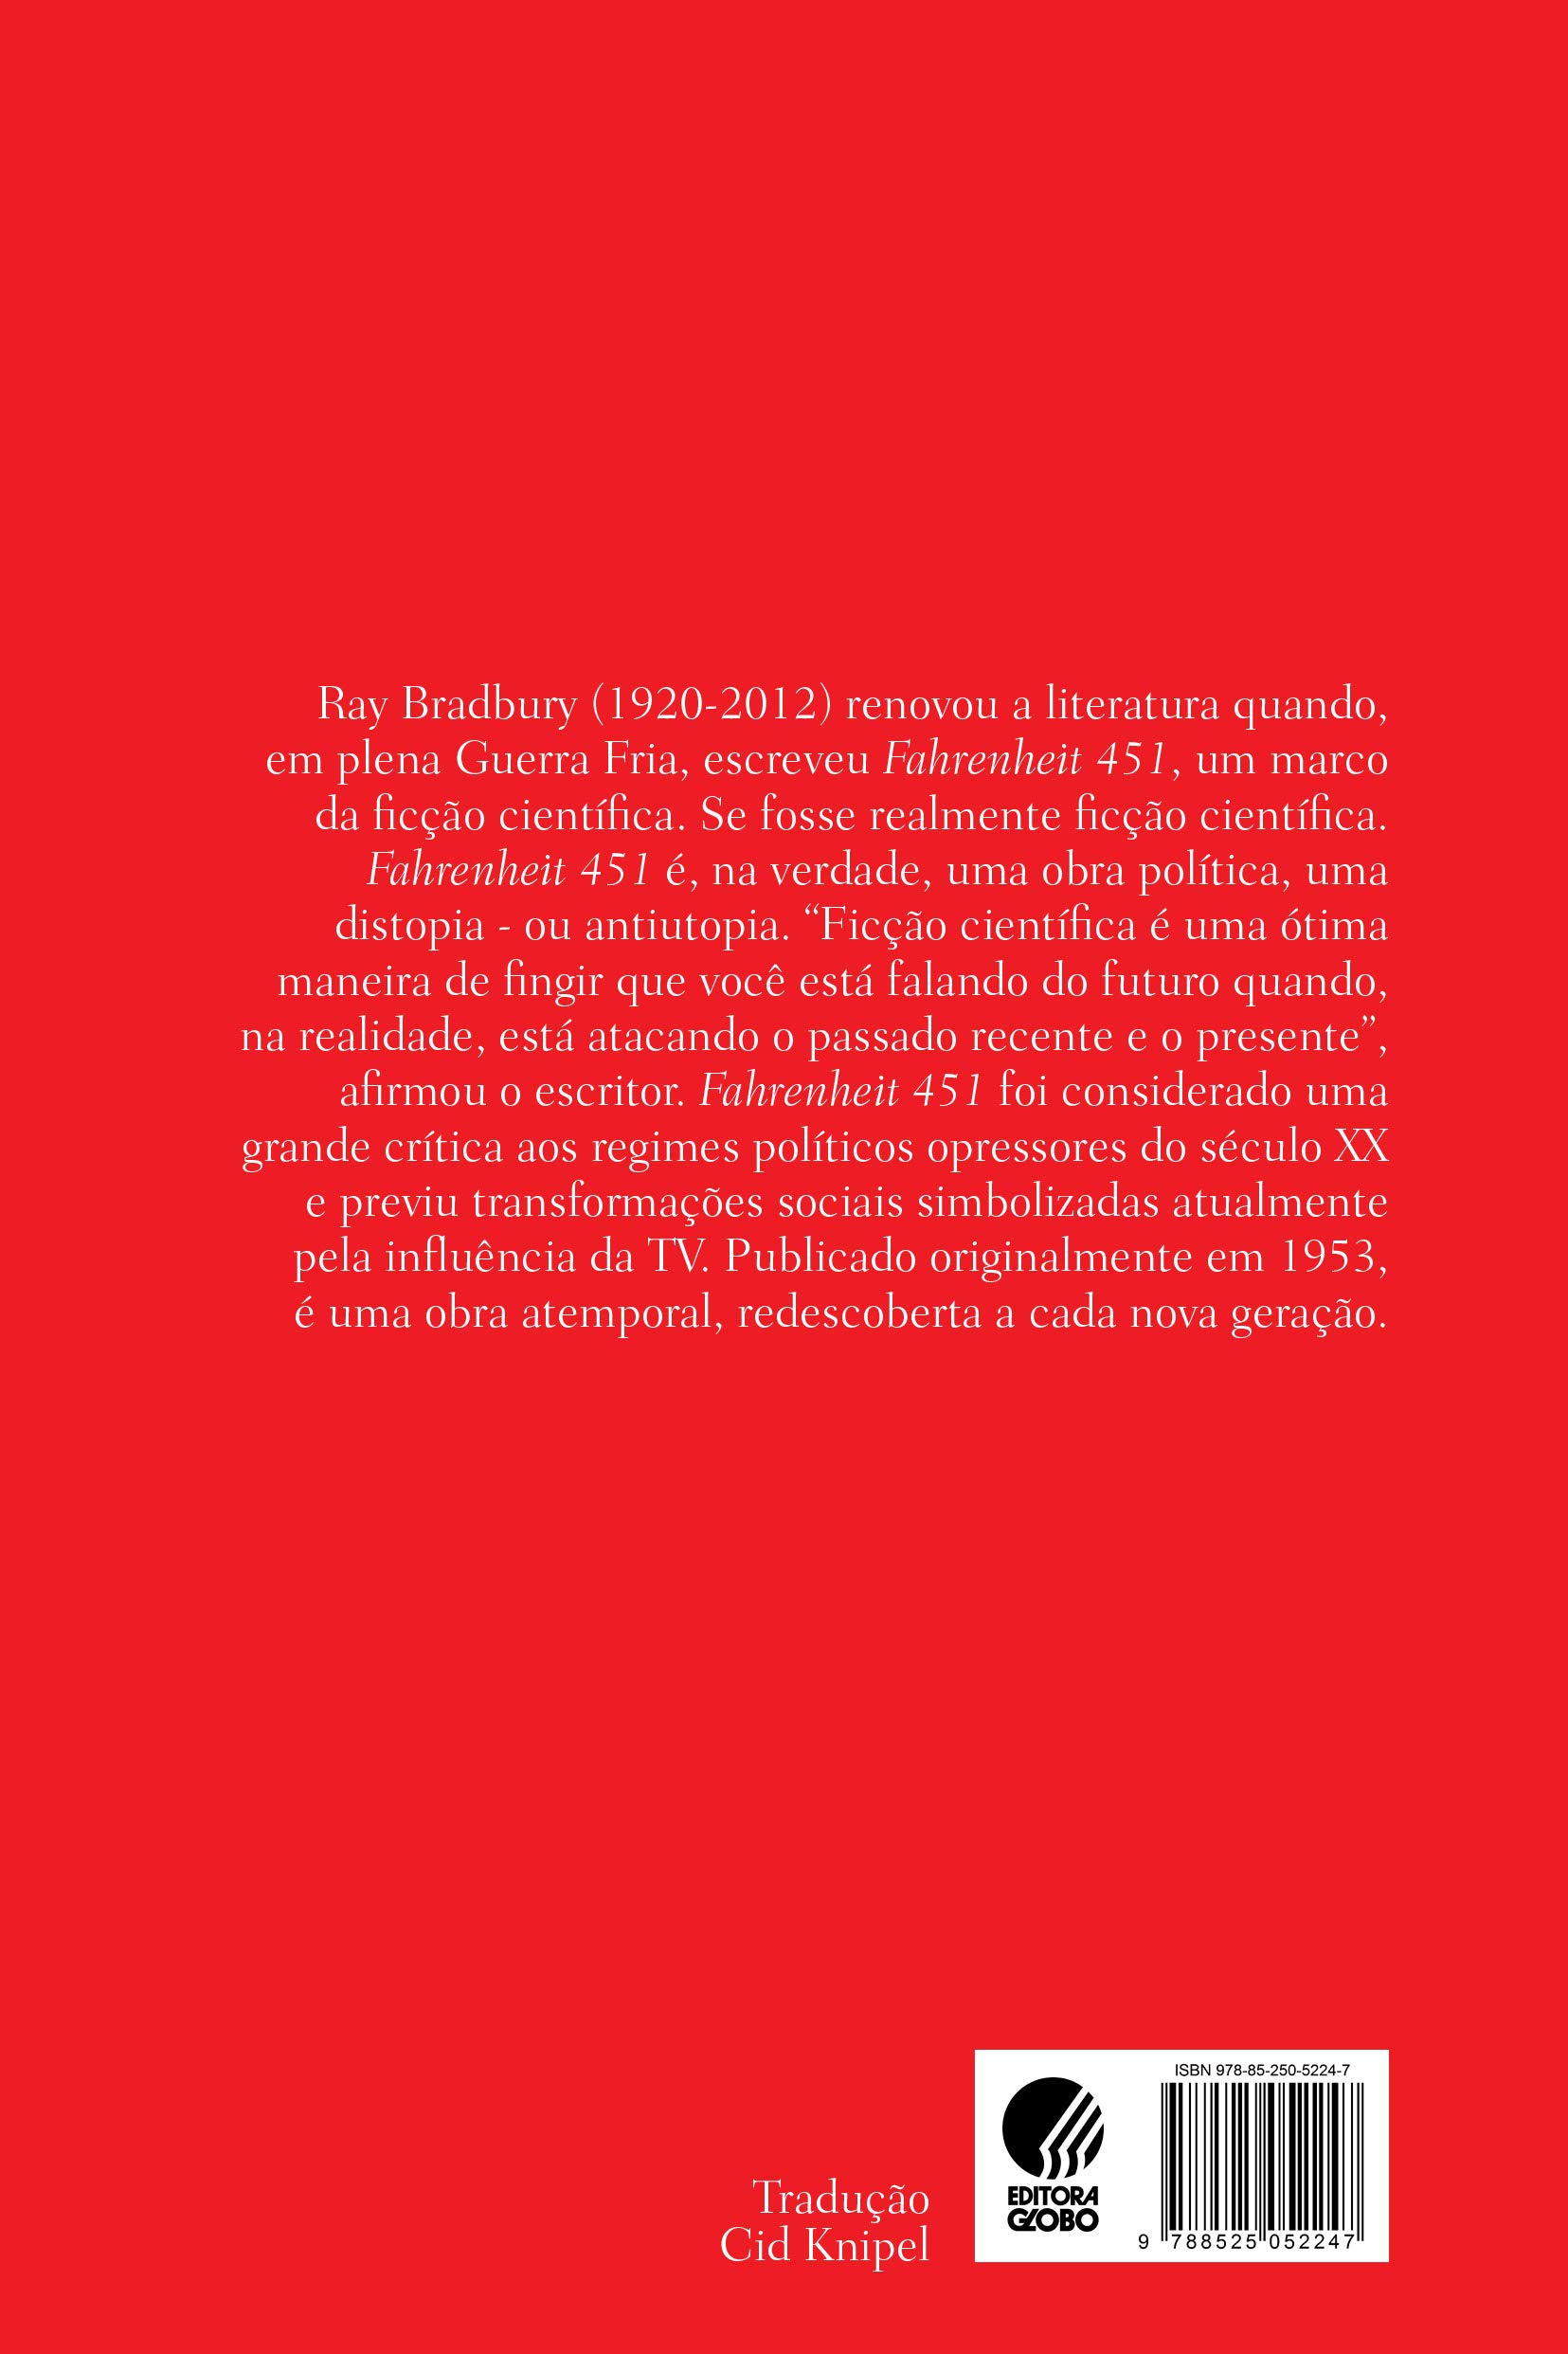 Ray Bradbury (1920-2012) renovou a literatura quando,
em plena Guerra Fria, escreveu Fahrenheit 451, um marco
da ficção científica. Se fosse realmente ficção científica.
Fahrenheit 451 é, na verdade, uma obra política, uma
distopia - ou antiutopia. “Ficção científica é uma ótima
maneira de fingir que você está falando do futuro quando,
na realidade, está atacando o passado recente e o presente”,
afirmou o escritor. Fahrenheit 451 foi considerado uma
grande crítica aos regimes políticos opressores do século XX
e previu transformações sociais simbolizadas atualmente
pela influência da TV. Publicado originalmente em 1953,
é uma obra atemporal, redescoberta a cada nova geração.
Tradução
Cid Knipel
EDITORA
GLOBO
ISBN 978-85-250-5224-7
9 788525 052247